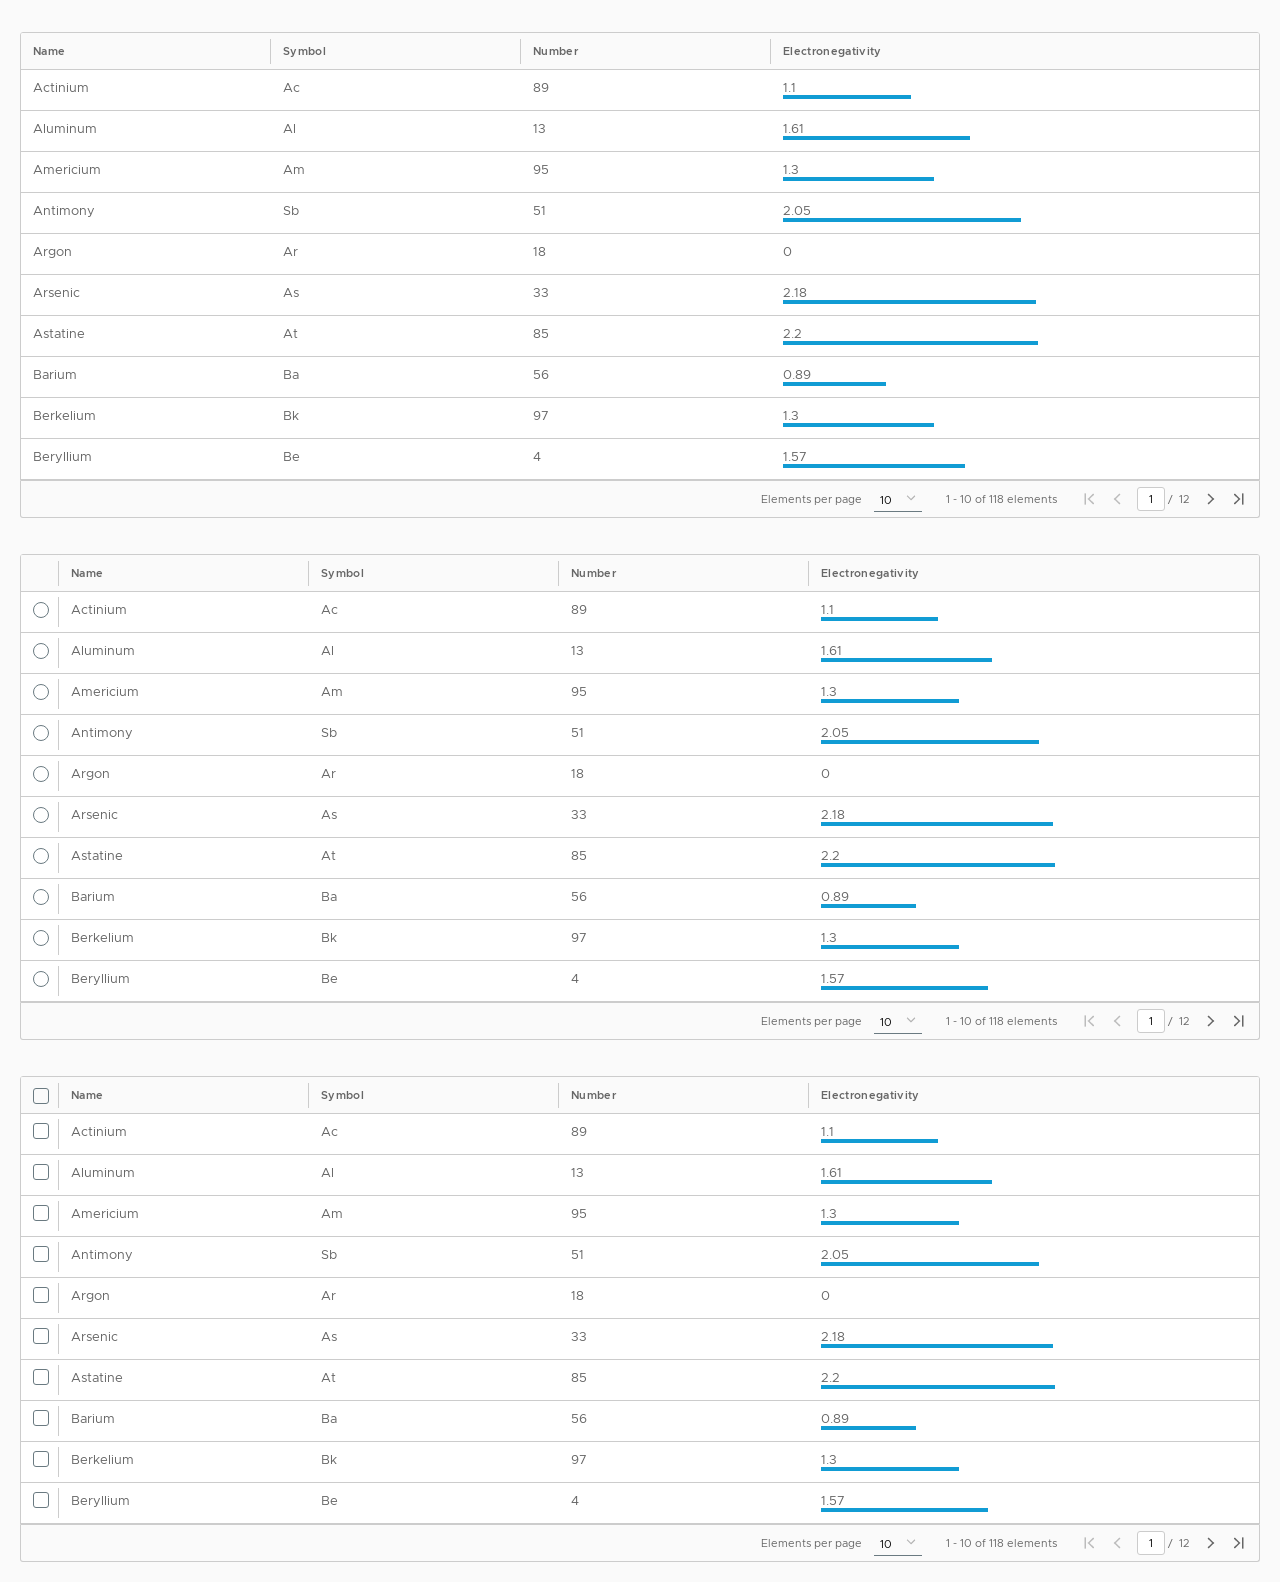 Name Symbol Number Electronegativity
Actinium Ac 89 1.1
Aluminum Al 13 1.61
Americium Am 95 1.3
Antimony Sb 51 2.05
Argon Ar 18 0
Arsenic As 33 2.18
Astatine At 85 2.2
Barium Ba 56 0.89
Berkelium Bk 97 1.3
Beryllium Be 4 1.57
Elements per page 10 1 - 10 of 118 elements 1 / 12
Name Symbol Number Electronegativity
Actinium Ac 89 1.1
Aluminum Al 13 1.61
Americium Am 95 1.3
Antimony Sb 51 2.05
Argon Ar 18 0
Arsenic As 33 2.18
Astatine At 85 2.2
Barium Ba 56 0.89
Berkelium Bk 97 1.3
Beryllium Be 4 1.57
Elements per page 10 1 - 10 of 118 elements 1 / 12
Name Symbol Number Electronegativity
Actinium Ac 89 1.1
Aluminum Al 13 1.61
Americium Am 95 1.3
Antimony Sb 51 2.05
Argon Ar 18 0
Arsenic As 33 2.18
Astatine At 85 2.2
Barium Ba 56 0.89
Berkelium Bk 97 1.3
Beryllium Be 4 1.57
Elements per page 10 1 - 10 of 118 elements 1 / 12